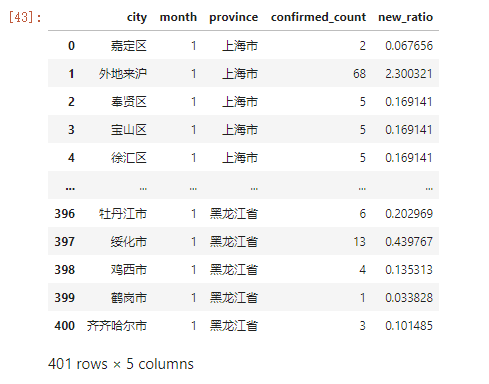 [43]:
city month province confirmed_count new_ratio
0 嘉定区 1 上海市 2 0.067656
1 外地来沪 1 上海市 68 2.300321
2 奉贤区 1 上海市 5 0.169141
3 宝山区 1 上海市 5 0.169141
4 徐汇区 1 上海市 5 0.169141
... ... ... ... ... ...
396 牡丹江市 1 黑龙江省 6 0.202969
397 绥化市 1 黑龙江省 13 0.439767
398 鸡西市 1 黑龙江省 4 0.135313
399 鹤岗市 1 黑龙江省 1 0.033828
400 齐齐哈尔市 1 黑龙江省 3 0.101485
401 rows × 5 columns